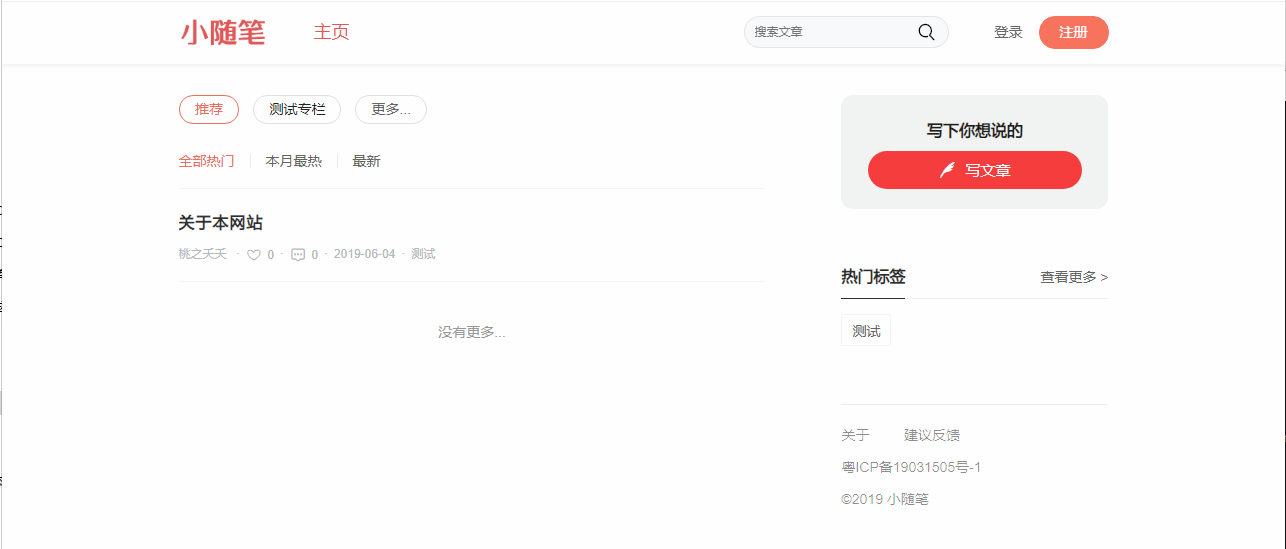 小随笔 主页 搜索文章 登录 注册
推荐 测试专栏 更多...
全部热门 本月最热 最新
关于本网站
桃之夭夭 · 0 · 0 · 2019-06-04 · 测试
没有更多...
写下你想说的
写文章
热门标签 查看更多 >
测试
关于 建议反馈
粤ICP备19031505号-1
©2019 小随笔